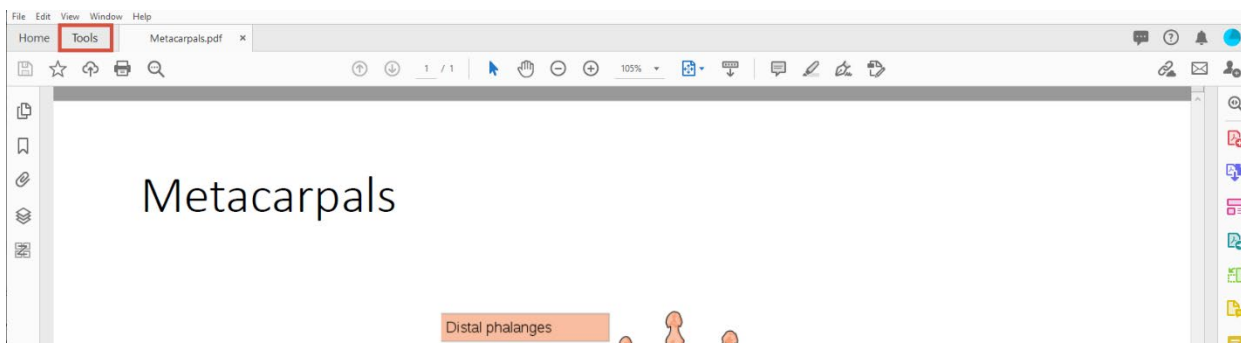 File Edit View Window Help
Home Tools Metacarpals.pdf ×
1 / 1 105%
Metacarpals
Distal phalanges